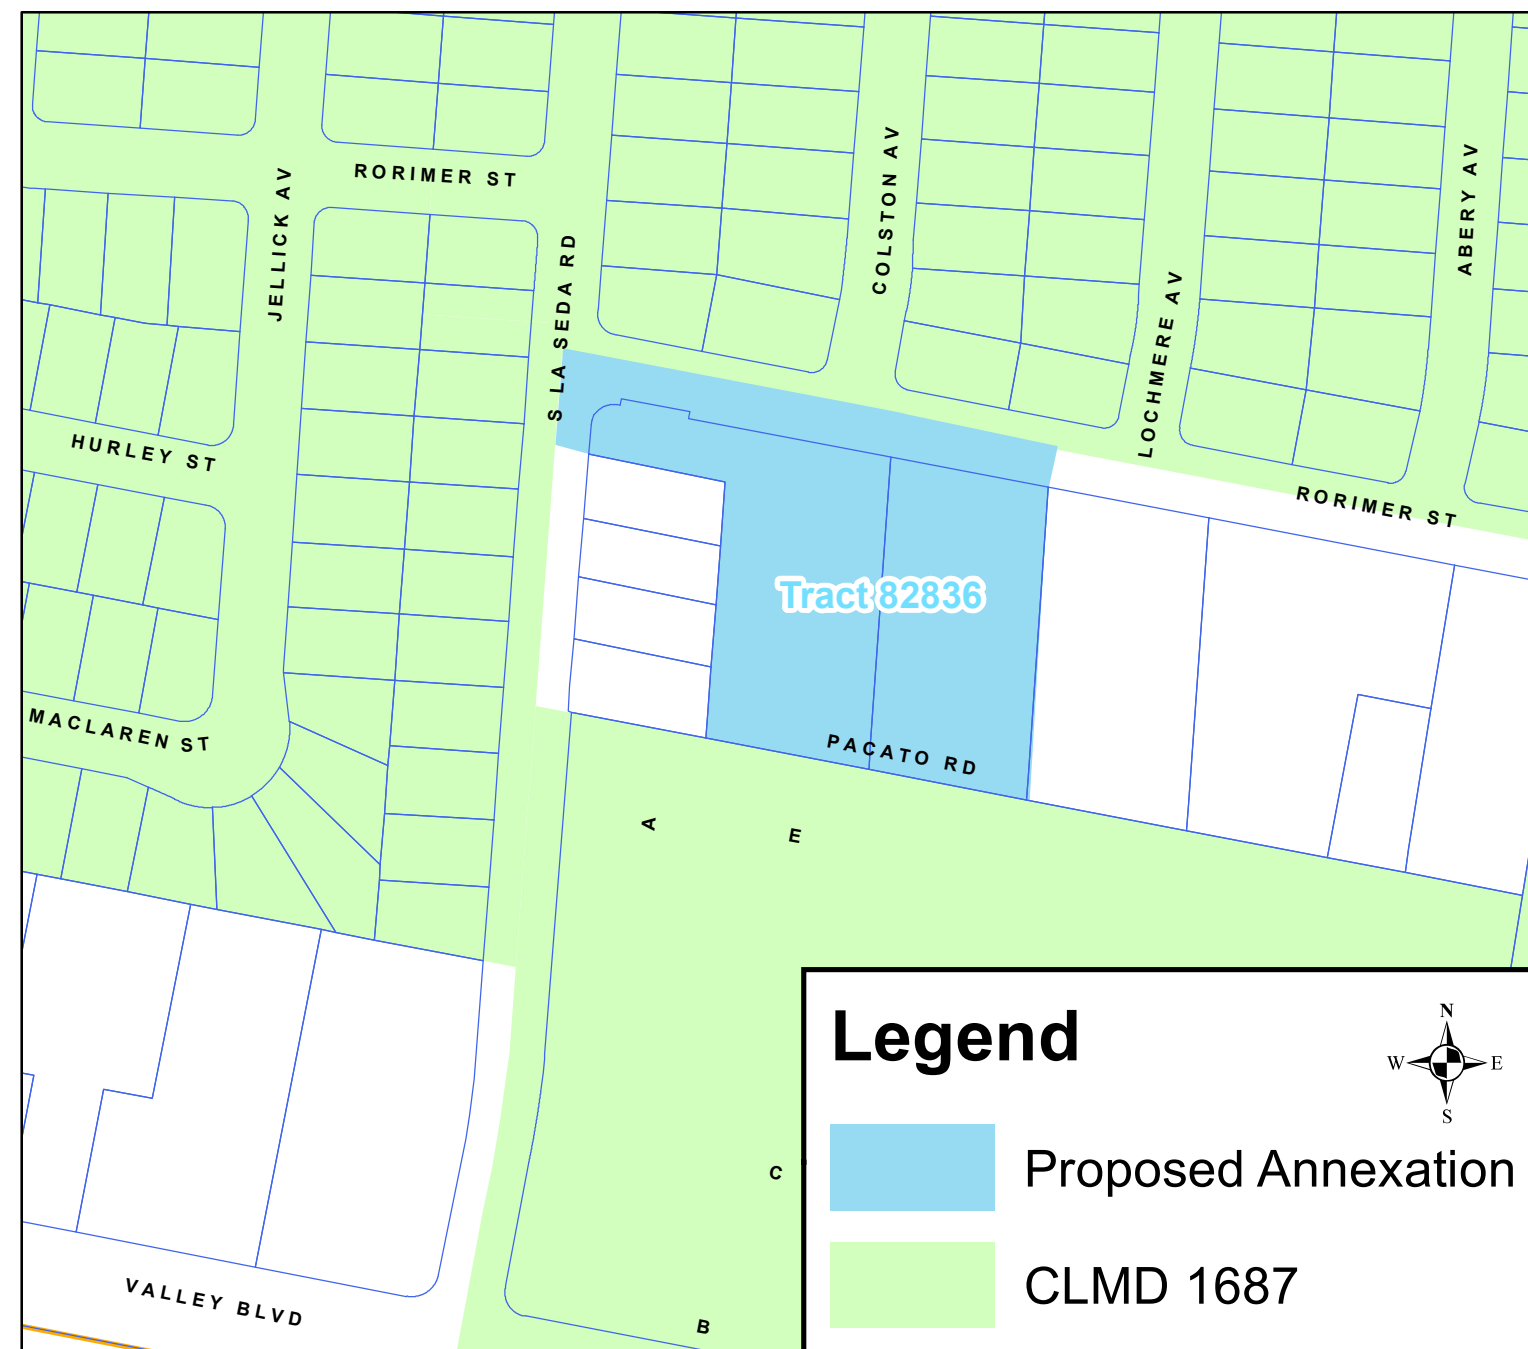 RORIMER ST
JELLICK AV
S LA SEDA RD
COLSTON AV
LOCHMERE AV
ABERY AV
HURLEY ST
RORIMER ST
Tract 82836
MACLAREN ST
PACATO RD
A
E
C
B
VALLEY BLVD
Legend
N
W
E
S
Proposed Annexation
CLMD 1687